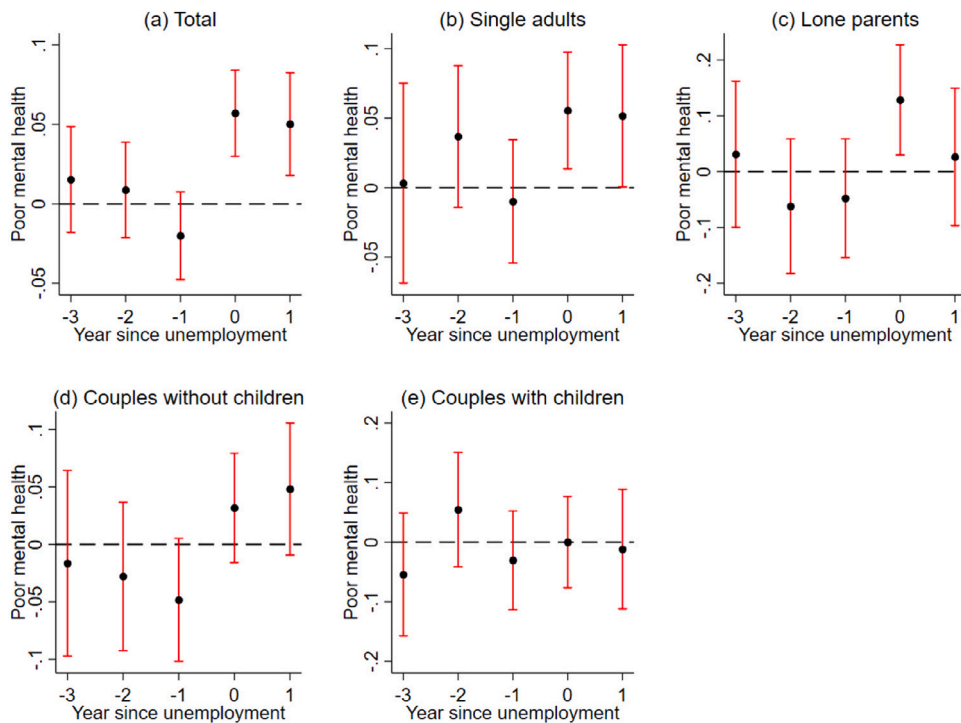 (a) Total
Poor mental health
.1
.05
0
-.05
-3 -2 -1 0 1
Year since unemployment
(b) Single adults
Poor mental health
.1
.05
0
-.05
-3 -2 -1 0 1
Year since unemployment
(c) Lone parents
Poor mental health
.2
.1
0
-.1
-.2
-3 -2 -1 0 1
Year since unemployment
(d) Couples without children
Poor mental health
.1
.05
0
-.05
-.1
-3 -2 -1 0 1
Year since unemployment
(e) Couples with children
Poor mental health
.2
.1
0
-.1
-.2
-3 -2 -1 0 1
Year since unemployment